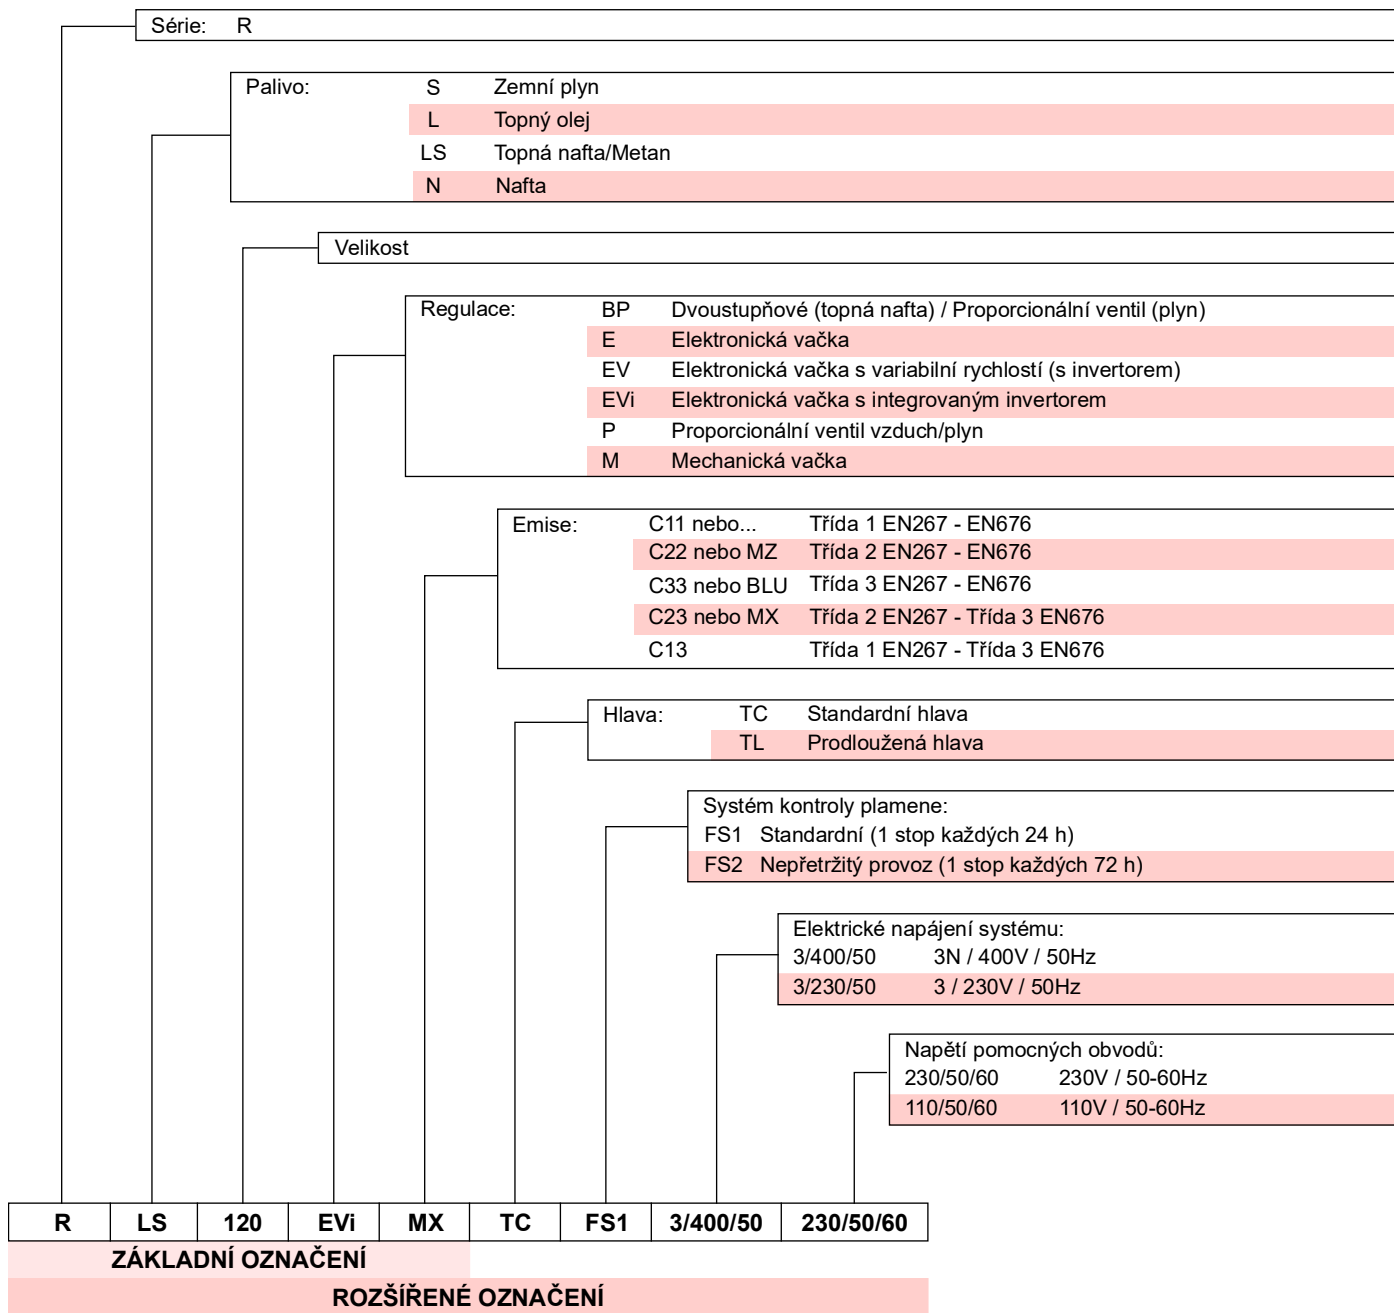 Série: R
Palivo: S Zemní plyn
L Topný olej
LS Topná nafta/Metan
N Nafta
Velikost
Regulace: BP Dvoustupňové (topná nafta) / Proporcionální ventil (plyn)
E Elektronická vačka
EV Elektronická vačka s variabilní rychlostí (s invertorem)
EVi Elektronická vačka s integrovaným invertorem
P Proporcionální ventil vzduch/plyn
M Mechanická vačka
Emise: C11 nebo... Třída 1 EN267 - EN676
C22 nebo MZ Třída 2 EN267 - EN676
C33 nebo BLU Třída 3 EN267 - EN676
C23 nebo MX Třída 2 EN267 - Třída 3 EN676
C13 Třída 1 EN267 - Třída 3 EN676
Hlava: TC Standardní hlava
TL Prodloužená hlava
Systém kontroly plamene:
FS1 Standardní (1 stop každých 24 h)
FS2 Nepřetržitý provoz (1 stop každých 72 h)
Elektrické napájení systému:
3/400/50 3N / 400V / 50Hz
3/230/50 3 / 230V / 50Hz
Napětí pomocných obvodů:
230/50/60 230V / 50-60Hz
110/50/60 110V / 50-60Hz
R LS 120 EVi MX TC FS1 3/400/50 230/50/60
ZÁKLADNÍ OZNAČENÍ
ROZŠÍŘENÉ OZNAČENÍ